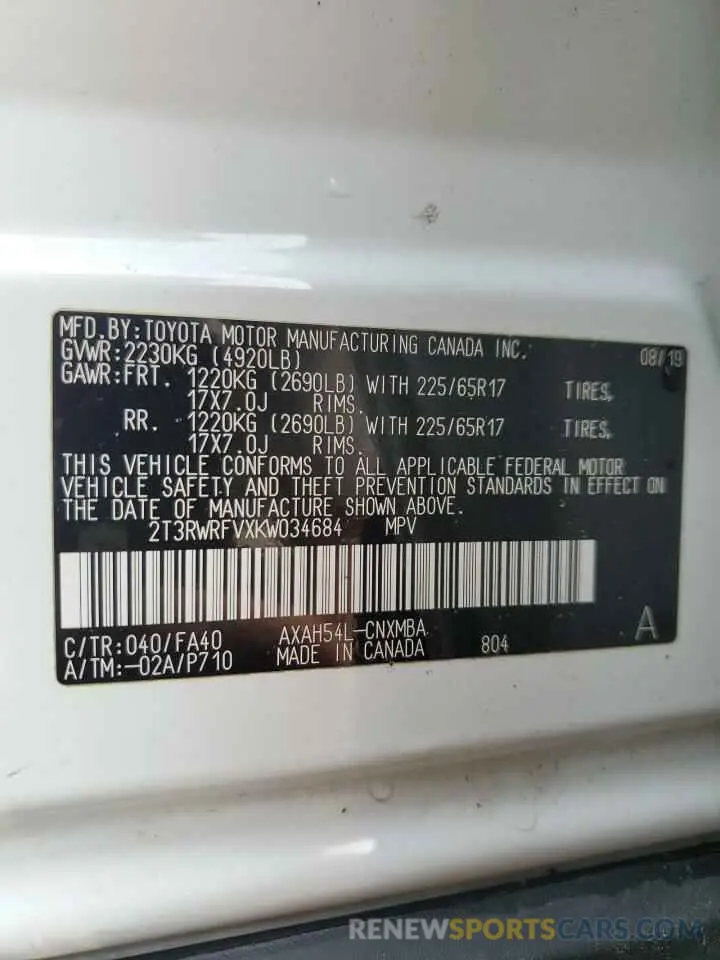 MFD.BY:TOYOTA MOTOR MANUFACTURING CANADA INC. 08/19
GVWR:2230KG (4920LB)
GAWR:FRT. 1220KG (2690LB) WITH 225/65R17 TIRES,
17X7.0J RIMS.
RR. 1220KG (2690LB) WITH 225/65R17 TIRES,
17X7.0J RIMS.
THIS VEHICLE CONFORMS TO ALL APPLICABLE FEDERAL MOTOR
VEHICLE SAFETY AND THEFT PREVENTION STANDARDS IN EFFECT ON
THE DATE OF MANUFACTURE SHOWN ABOVE.
2T3RWRFVXKW034684 MPV
C/TR:040/FA40 AXAH54L-CNXMBA A
A/TM:-02A/P710 MADE IN CANADA 804
RENEWSPORTSCARS.COM